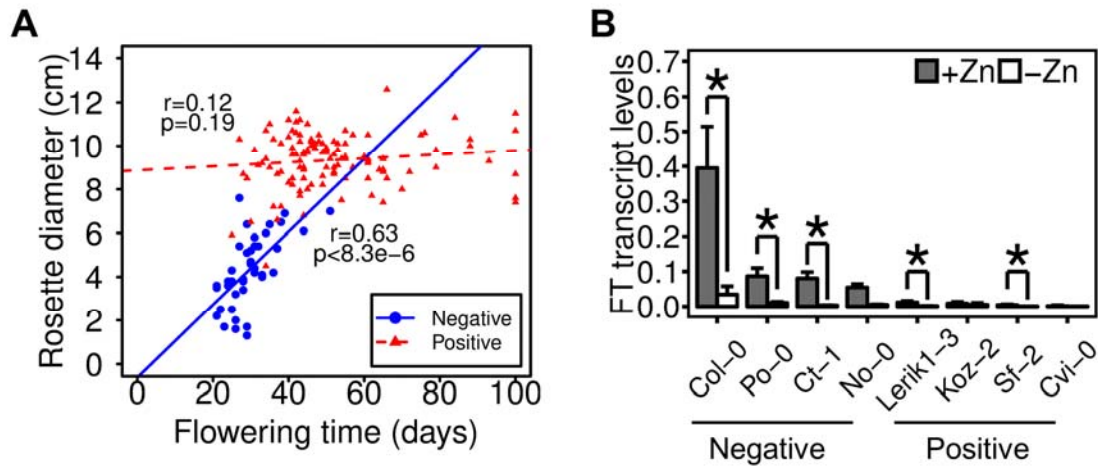 A
Rosette diameter (cm)
14
12
10
8
6
4
2
0
r=0.12
p=0.19
r=0.63
p<8.3e−6
Negative
Positive
0 20 40 60 80 100
Flowering time (days)
B
FT transcript levels
0.7
0.6
0.5
0.4
0.3
0.2
0.1
0.0
+Zn −Zn
* * * * *
Col−0 Po−0 Ct−1 No−0 Lerik1−3 Koz−2 Sf−2 Cvi−0
Negative Positive